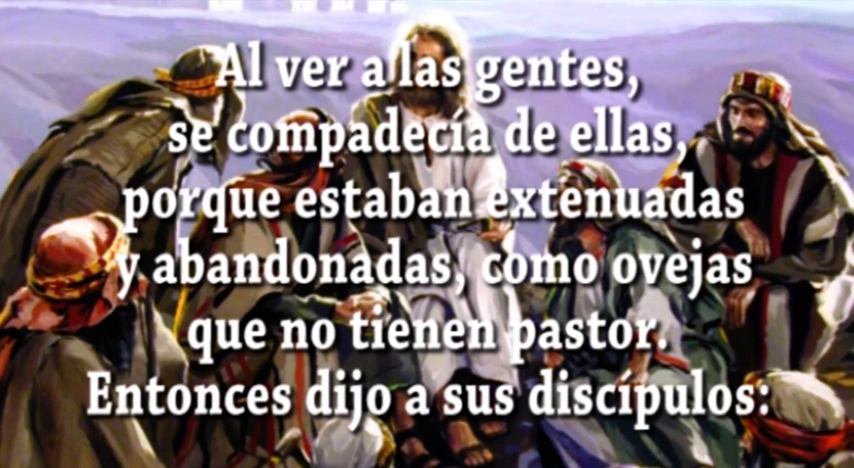 Al ver a las gentes,
se compadecía de ellas,
porque estaban extenuadas
y abandonadas, como ovejas
que no tienen pastor.
Entonces dijo a sus discípulos: